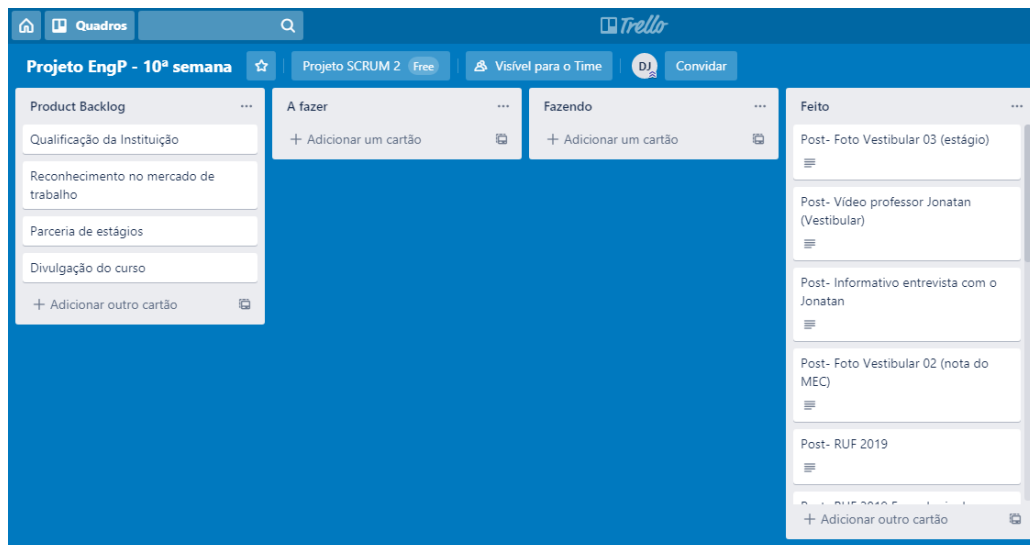 Quadros
Trello
Projeto EngP - 10ª semana
Projeto SCRUM 2 Free
Visível para o Time
DJ
Convidar
Product Backlog
Qualificação da Instituição
Reconhecimento no mercado de
trabalho
Parceria de estágios
Divulgação do curso
+ Adicionar outro cartão
A fazer
+ Adicionar um cartão
Fazendo
+ Adicionar um cartão
Feito
Post- Foto Vestibular 03 (estágio)
Post- Vídeo professor Jonatan
(Vestibular)
Post- Informativo entrevista com o
Jonatan
Post- Foto Vestibular 02 (nota do
MEC)
Post- RUF 2019
+ Adicionar outro cartão